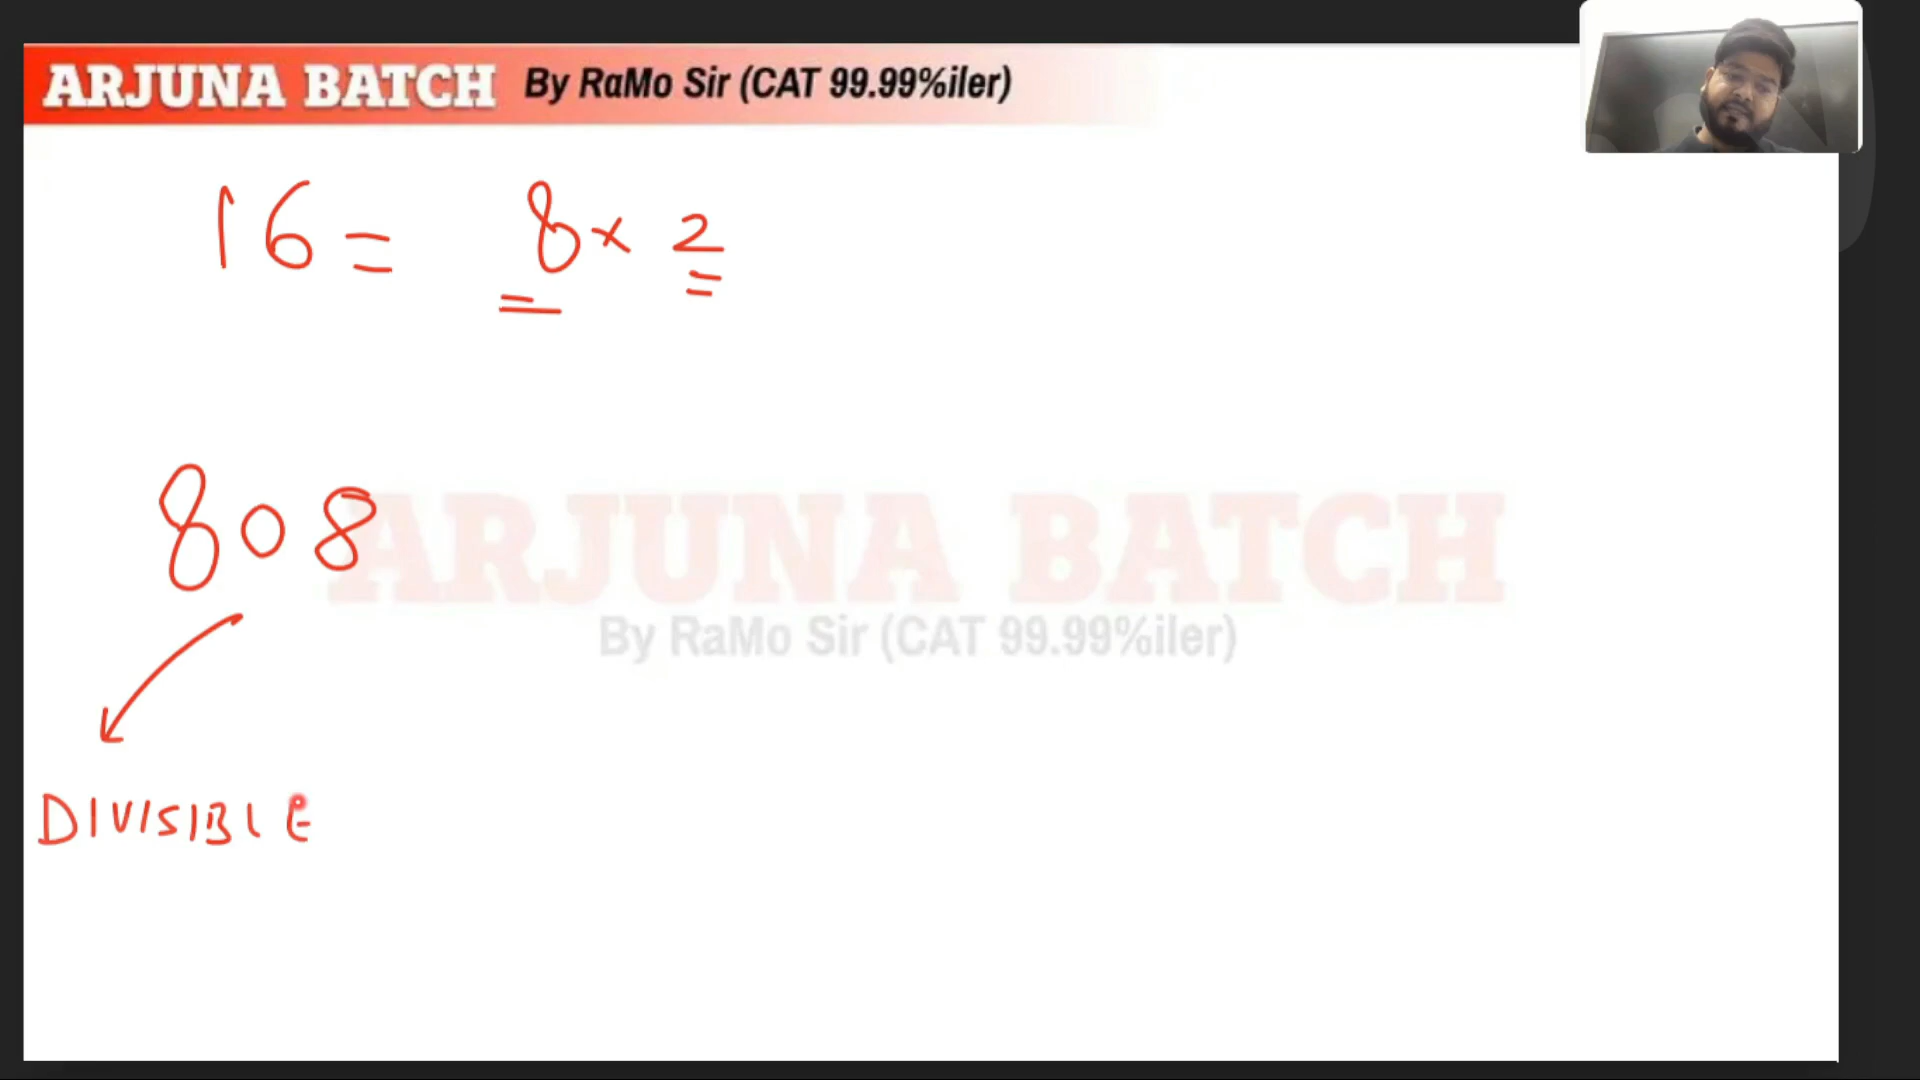 ARJUNA BATCH By RaMo Sir (CAT 99.99%iler)
16 = 8 × 2
808
ARJUNA BATCH
By RaMo Sir (CAT 99.99%iler)
DIVISIBLE